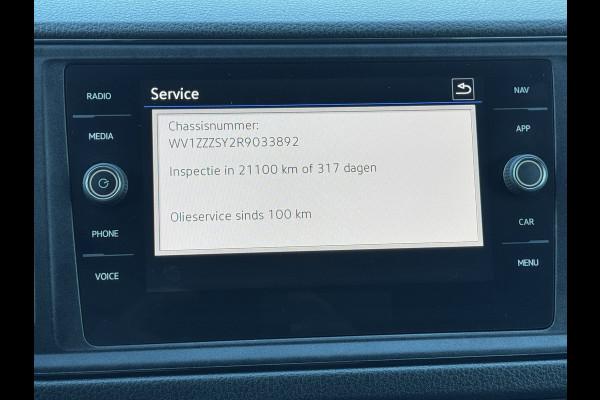 RADIO
MEDIA
PHONE
VOICE
Service
Chassisnummer:
WV1ZZZSY2R9033892
Inspectie in 21100 km of 317 dagen
Olieservice sinds 100 km
NAV
APP
CAR
MENU